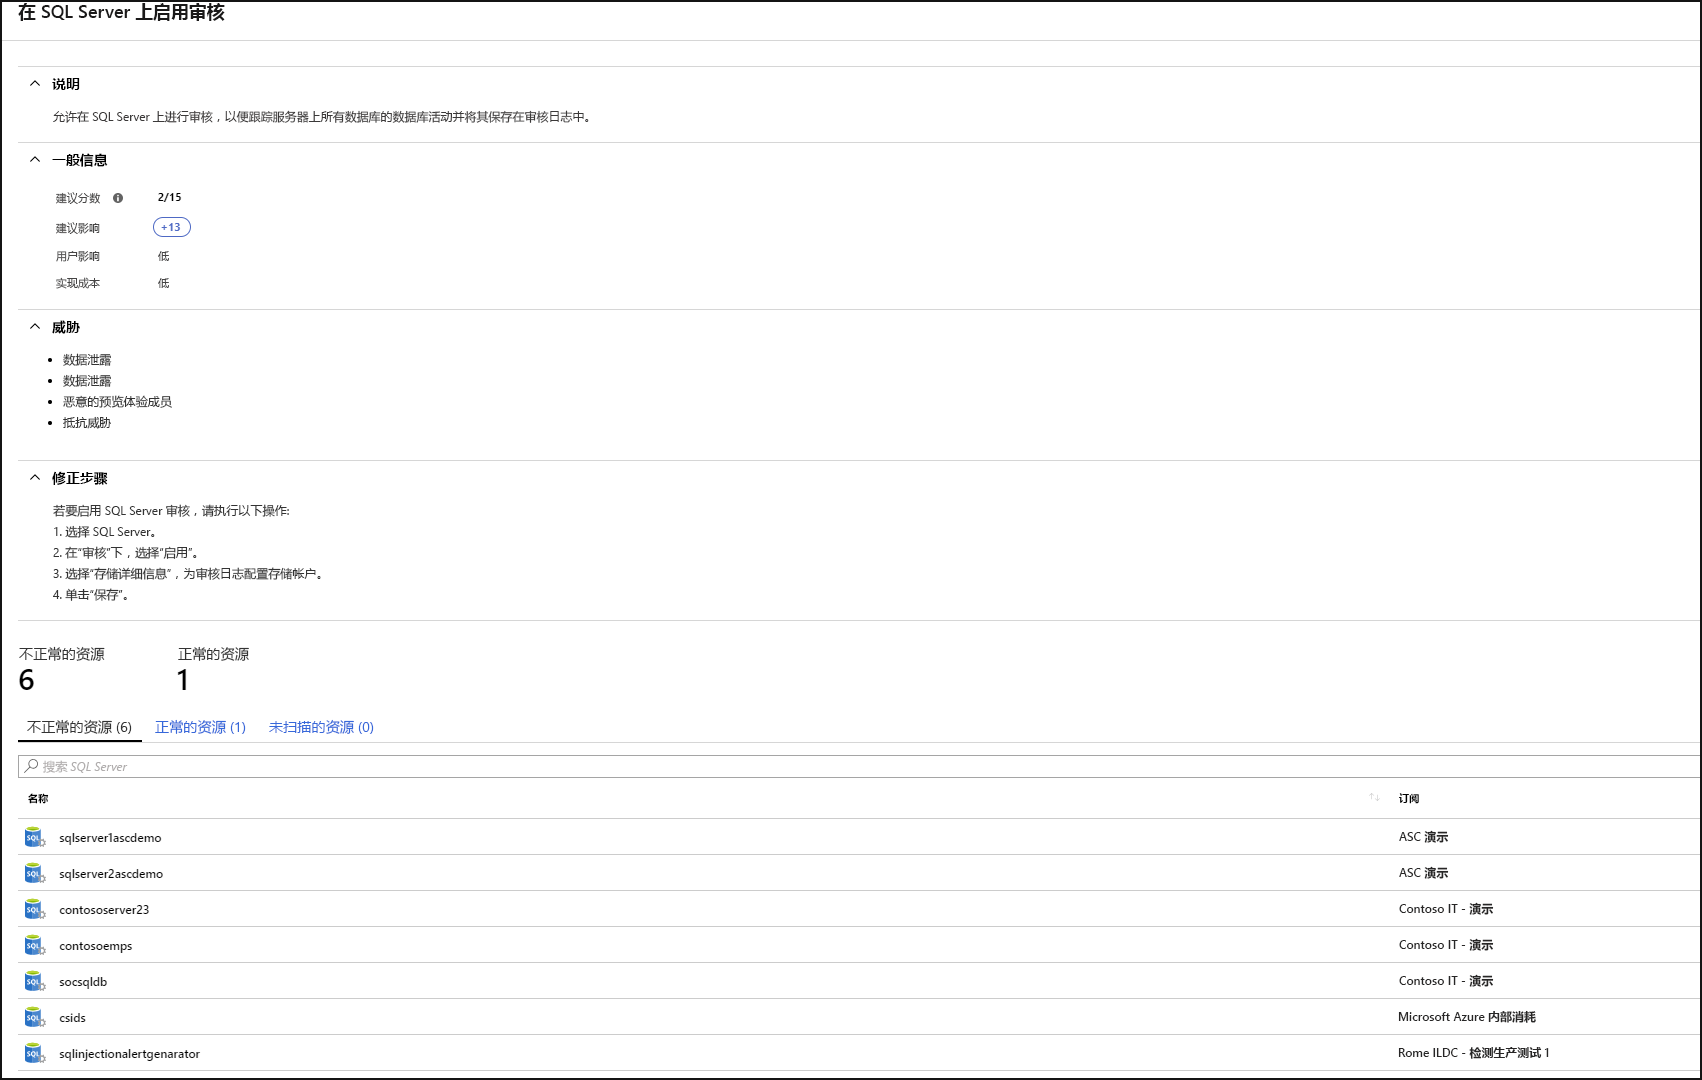 在 SQL Server 上启用审核
说明
允许在 SQL Server 上进行审核，以便跟踪服务器上所有数据库的数据库活动并将其保存在审核日志中。
一般信息
建议分数 2/15
建议影响 +13
用户影响 低
实现成本 低
威胁
• 数据泄露
• 数据泄露
• 恶意的预览体验成员
• 抵抗威胁
修正步骤
若要启用 SQL Server 审核，请执行以下操作:
1. 选择 SQL Server。
2. 在“审核”下，选择“启用”。
3. 选择“存储详细信息”，为审核日志配置存储帐户。
4. 单击“保存”。
不正常的资源 正常的资源
6 1
不正常的资源 (6) 正常的资源 (1) 未扫描的资源 (0)
搜索 SQL Server
名称 ↑↓ 订阅
SQL sqlserver1ascdemo ASC 演示
SQL sqlserver2ascdemo ASC 演示
SQL contososerver23 Contoso IT - 演示
SQL contosoemps Contoso IT - 演示
SQL socsqldb Contoso IT - 演示
SQL csids Microsoft Azure 内部消耗
SQL sqlinjectionalertgenarator Rome ILDC - 检测生产测试 1